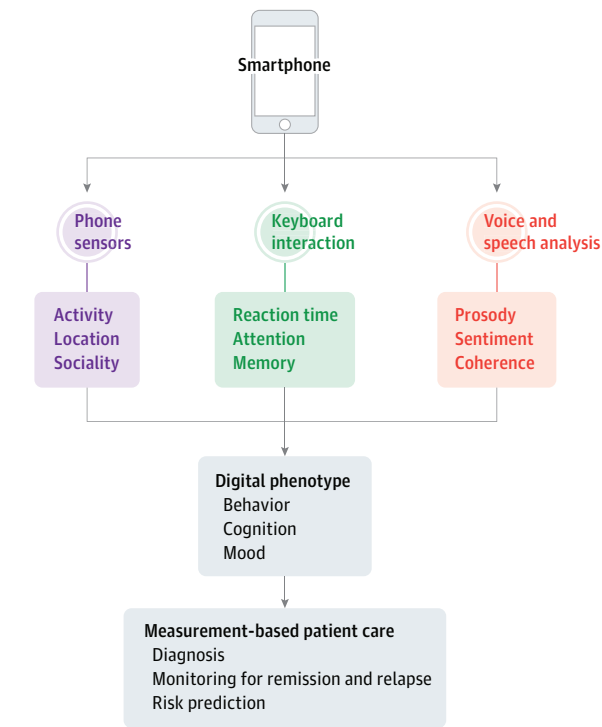 Smartphone
Phone
sensors
Keyboard
interaction
Voice and
speech analysis
Activity
Location
Sociality
Reaction time
Attention
Memory
Prosody
Sentiment
Coherence
Digital phenotype
Behavior
Cognition
Mood
Measurement-based patient care
Diagnosis
Monitoring for remission and relapse
Risk prediction